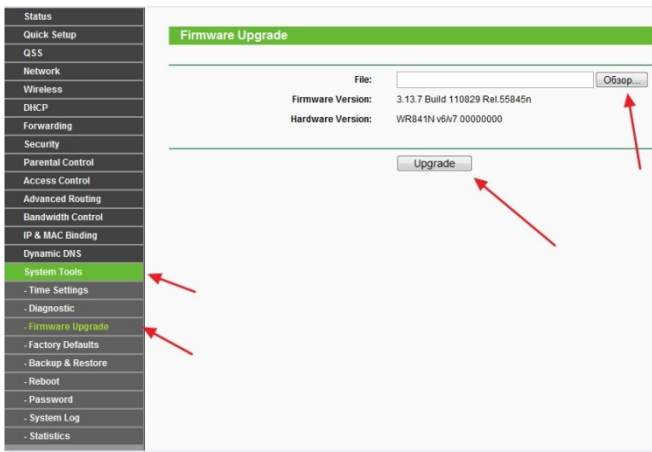 Status
Quick Setup
QSS
Network
Wireless
DHCP
Forwarding
Security
Parental Control
Access Control
Advanced Routing
Bandwidth Control
IP & MAC Binding
Dynamic DNS
System Tools
- Time Settings
- Diagnostic
- Firmware Upgrade
- Factory Defaults
- Backup & Restore
- Reboot
- Password
- System Log
- Statistics
Firmware Upgrade
File: Обзор...
Firmware Version: 3.13.7 Build 110829 Rel.55845n
Hardware Version: WR841N v6/v7 00000000
Upgrade